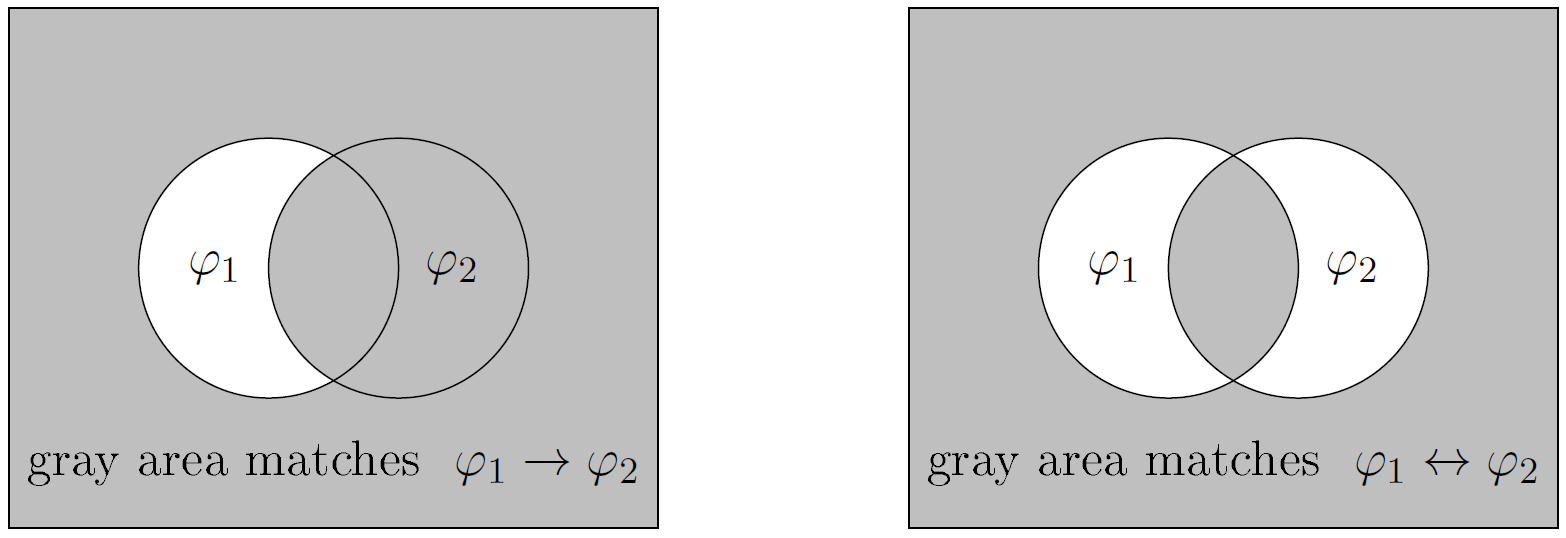 φ₁ φ₂
gray area matches φ₁ → φ₂
φ₁ φ₂
gray area matches φ₁ ↔ φ₂